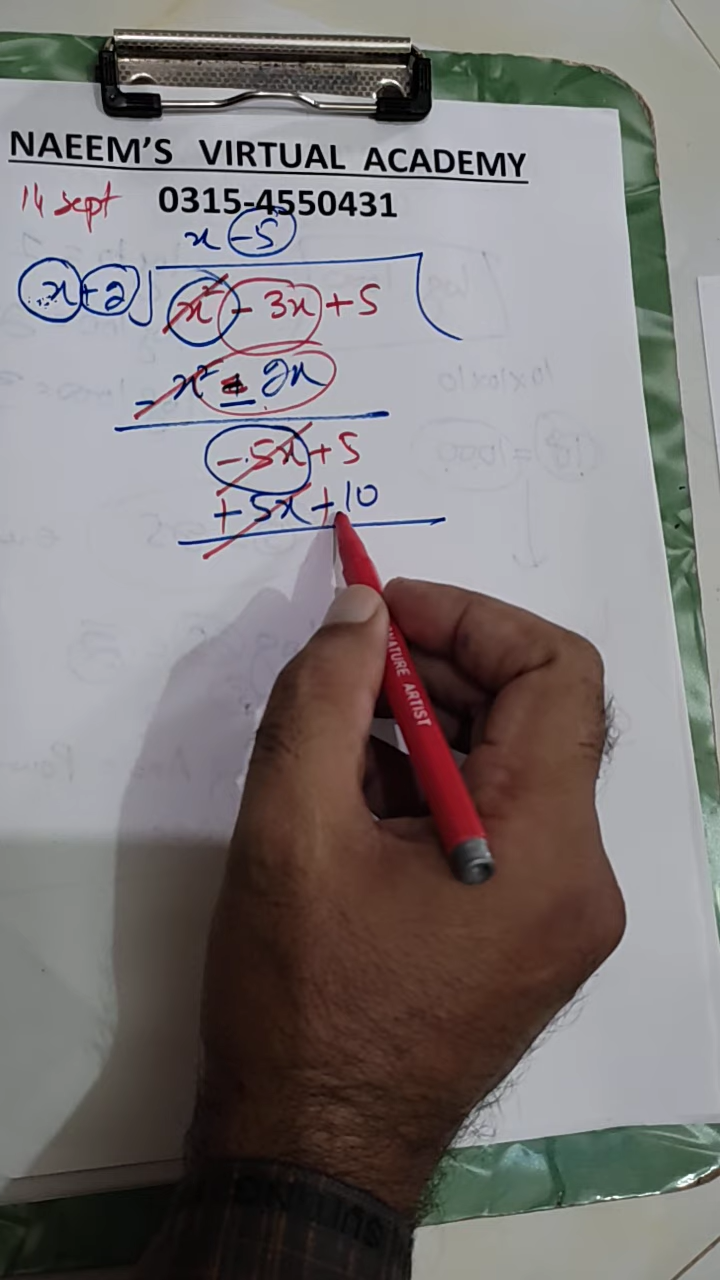 NAEEM'S VIRTUAL ACADEMY
14 sept 0315-4550431
x - 5
x + 2 x² - 3x + 5
- x² ± 2x
- 5x + 5
+ 5x + 10
NATURE ARTIST